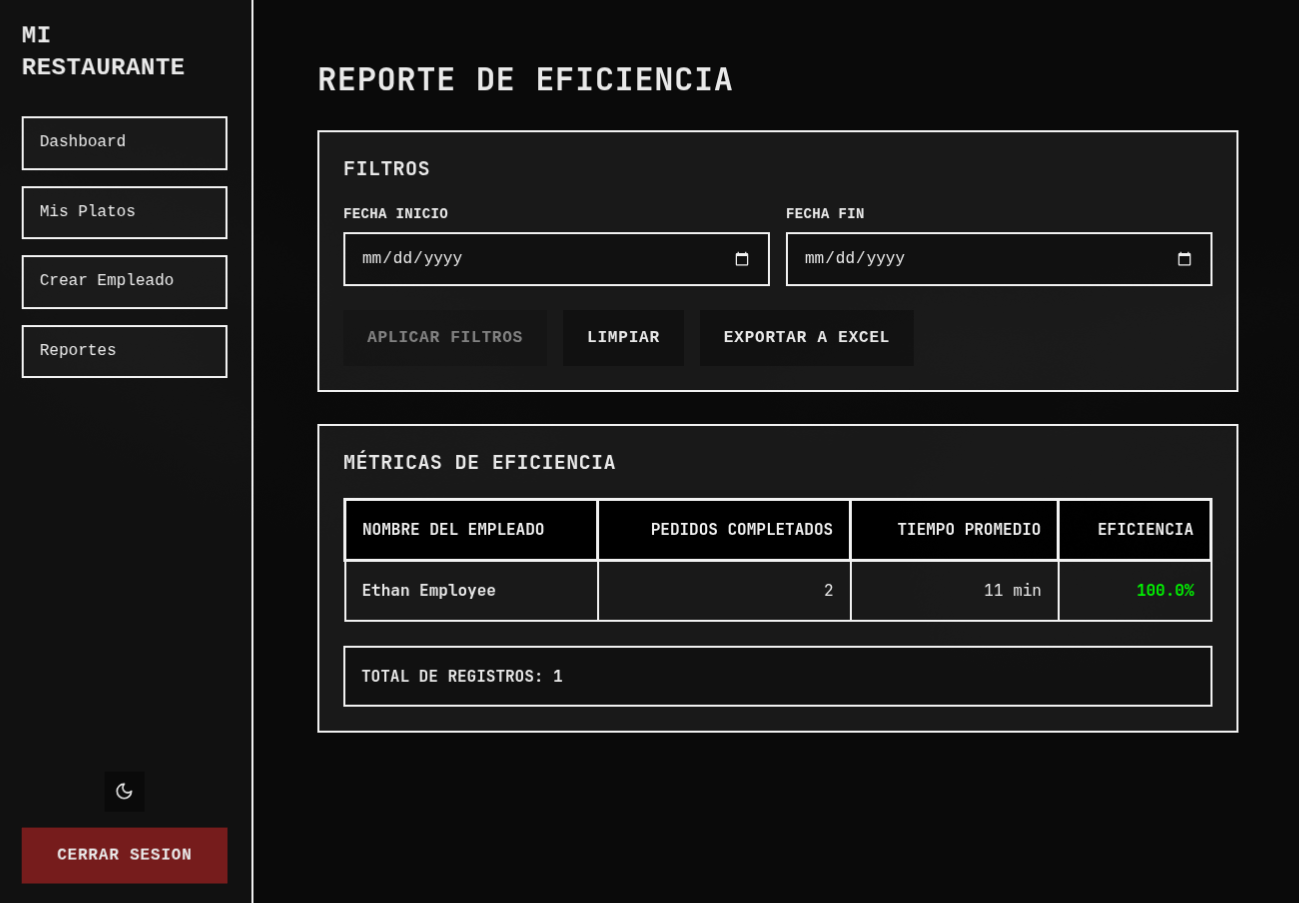 MI
RESTAURANTE
Dashboard
Mis Platos
Crear Empleado
Reportes
CERRAR SESION
REPORTE DE EFICIENCIA
FILTROS
FECHA INICIO FECHA FIN
mm/dd/yyyy mm/dd/yyyy
APLICAR FILTROS LIMPIAR EXPORTAR A EXCEL
MÉTRICAS DE EFICIENCIA
NOMBRE DEL EMPLEADO PEDIDOS COMPLETADOS TIEMPO PROMEDIO EFICIENCIA
Ethan Employee 2 11 min 100.0%
TOTAL DE REGISTROS: 1